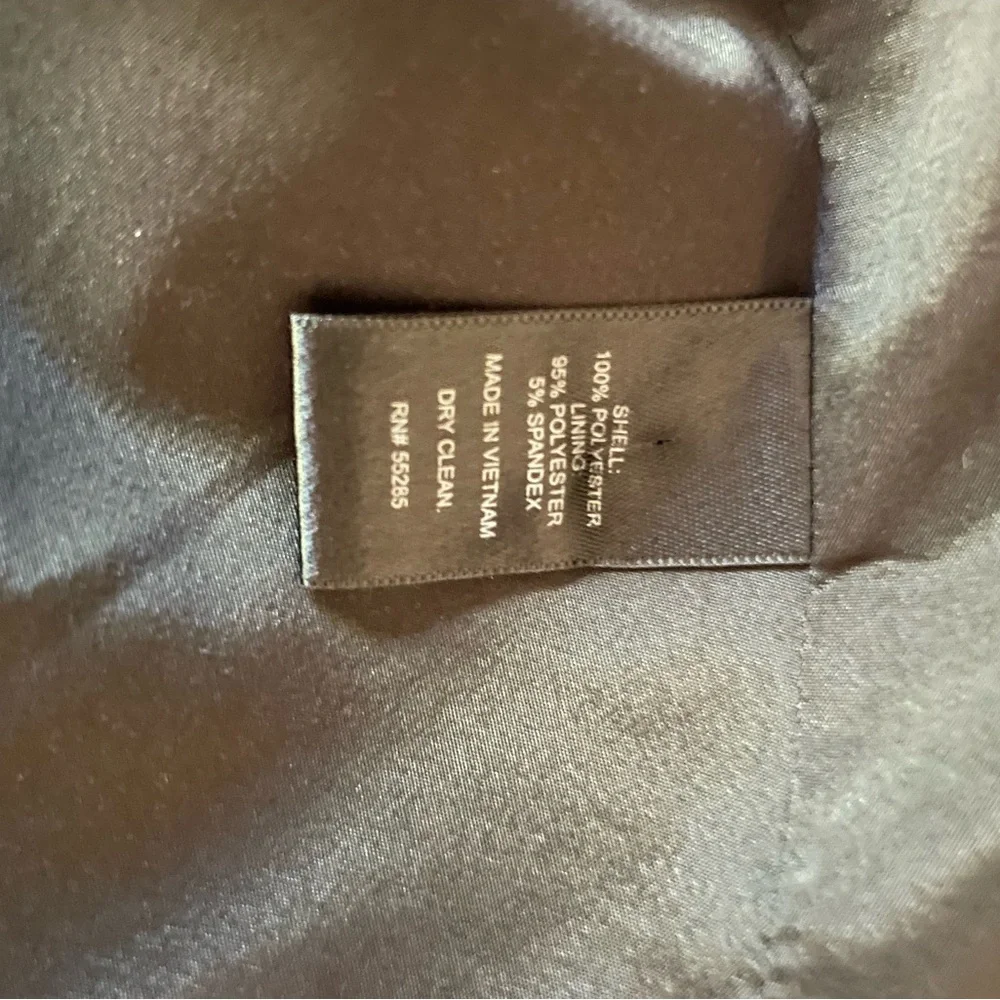 SHELL:
100% POLYESTER
LINING
95% POLYESTER
5% SPANDEX
MADE IN VIETNAM
DRY CLEAN.
RN# 55285